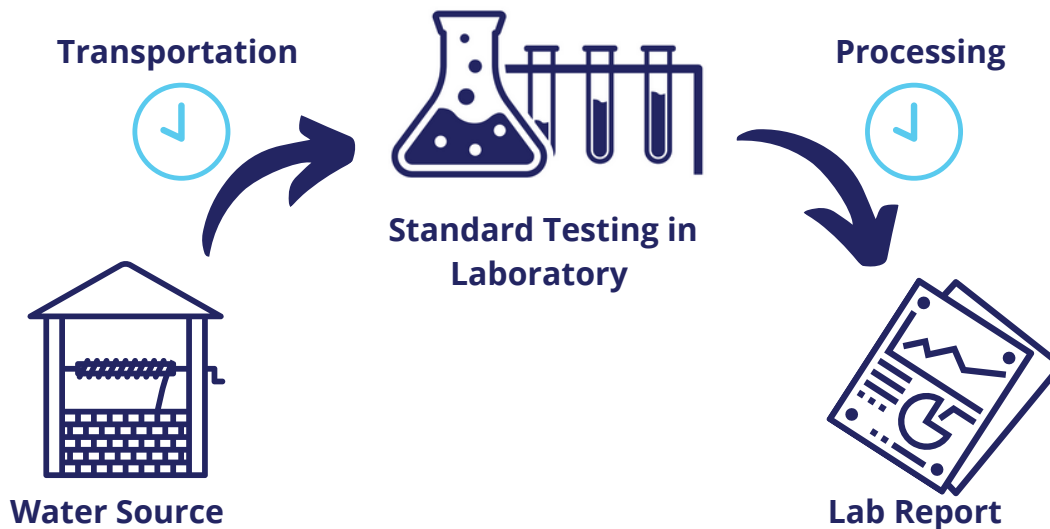 Transportation
Processing
Standard Testing in
Laboratory
Water Source
Lab Report